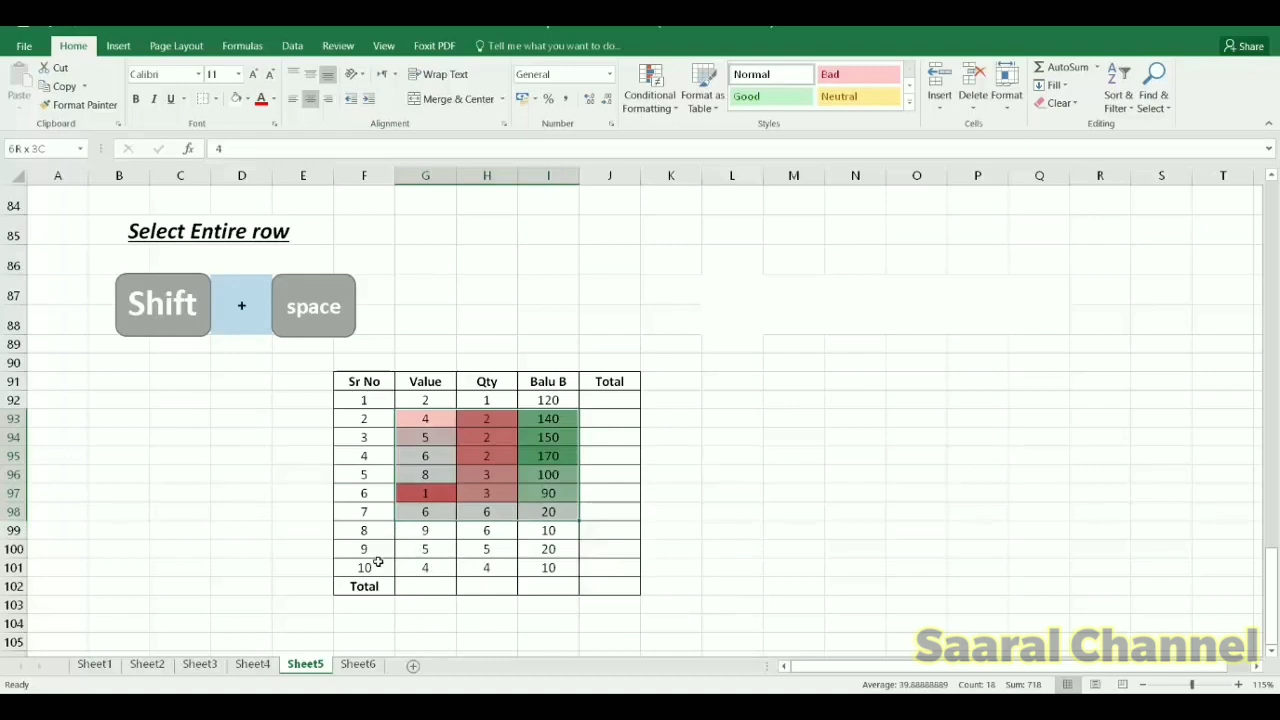 File Home Insert Page Layout Formulas Data Review View Foxit PDF Tell me what you want to do... Share
Paste Cut Copy Format Painter Clipboard
Calibri 11 A A B I U A Font
Wrap Text Merge & Center Alignment
General % , Number
Conditional Formatting Format as Table Normal Bad Good Neutral Styles
Insert Delete Format Cells
AutoSum Fill Clear Sort & Filter Find & Select Editing
6R x 3C fx 4
A B C D E F G H I J K L M N O P Q R S T
84
85 Select Entire row
86
87 Shift + space
88
89
90
91 Sr No Value Qty Balu B Total
92 1 2 1 120
93 2 4 2 140
94 3 5 2 150
95 4 6 2 170
96 5 8 3 100
97 6 1 3 90
98 7 6 6 20
99 8 9 6 10
100 9 5 5 20
101 10 4 4 10
102 Total
103
104
105
Saaral Channel
Sheet1 Sheet2 Sheet3 Sheet4 Sheet5 Sheet6
Ready Average: 39.88888889 Count: 18 Sum: 718 115%